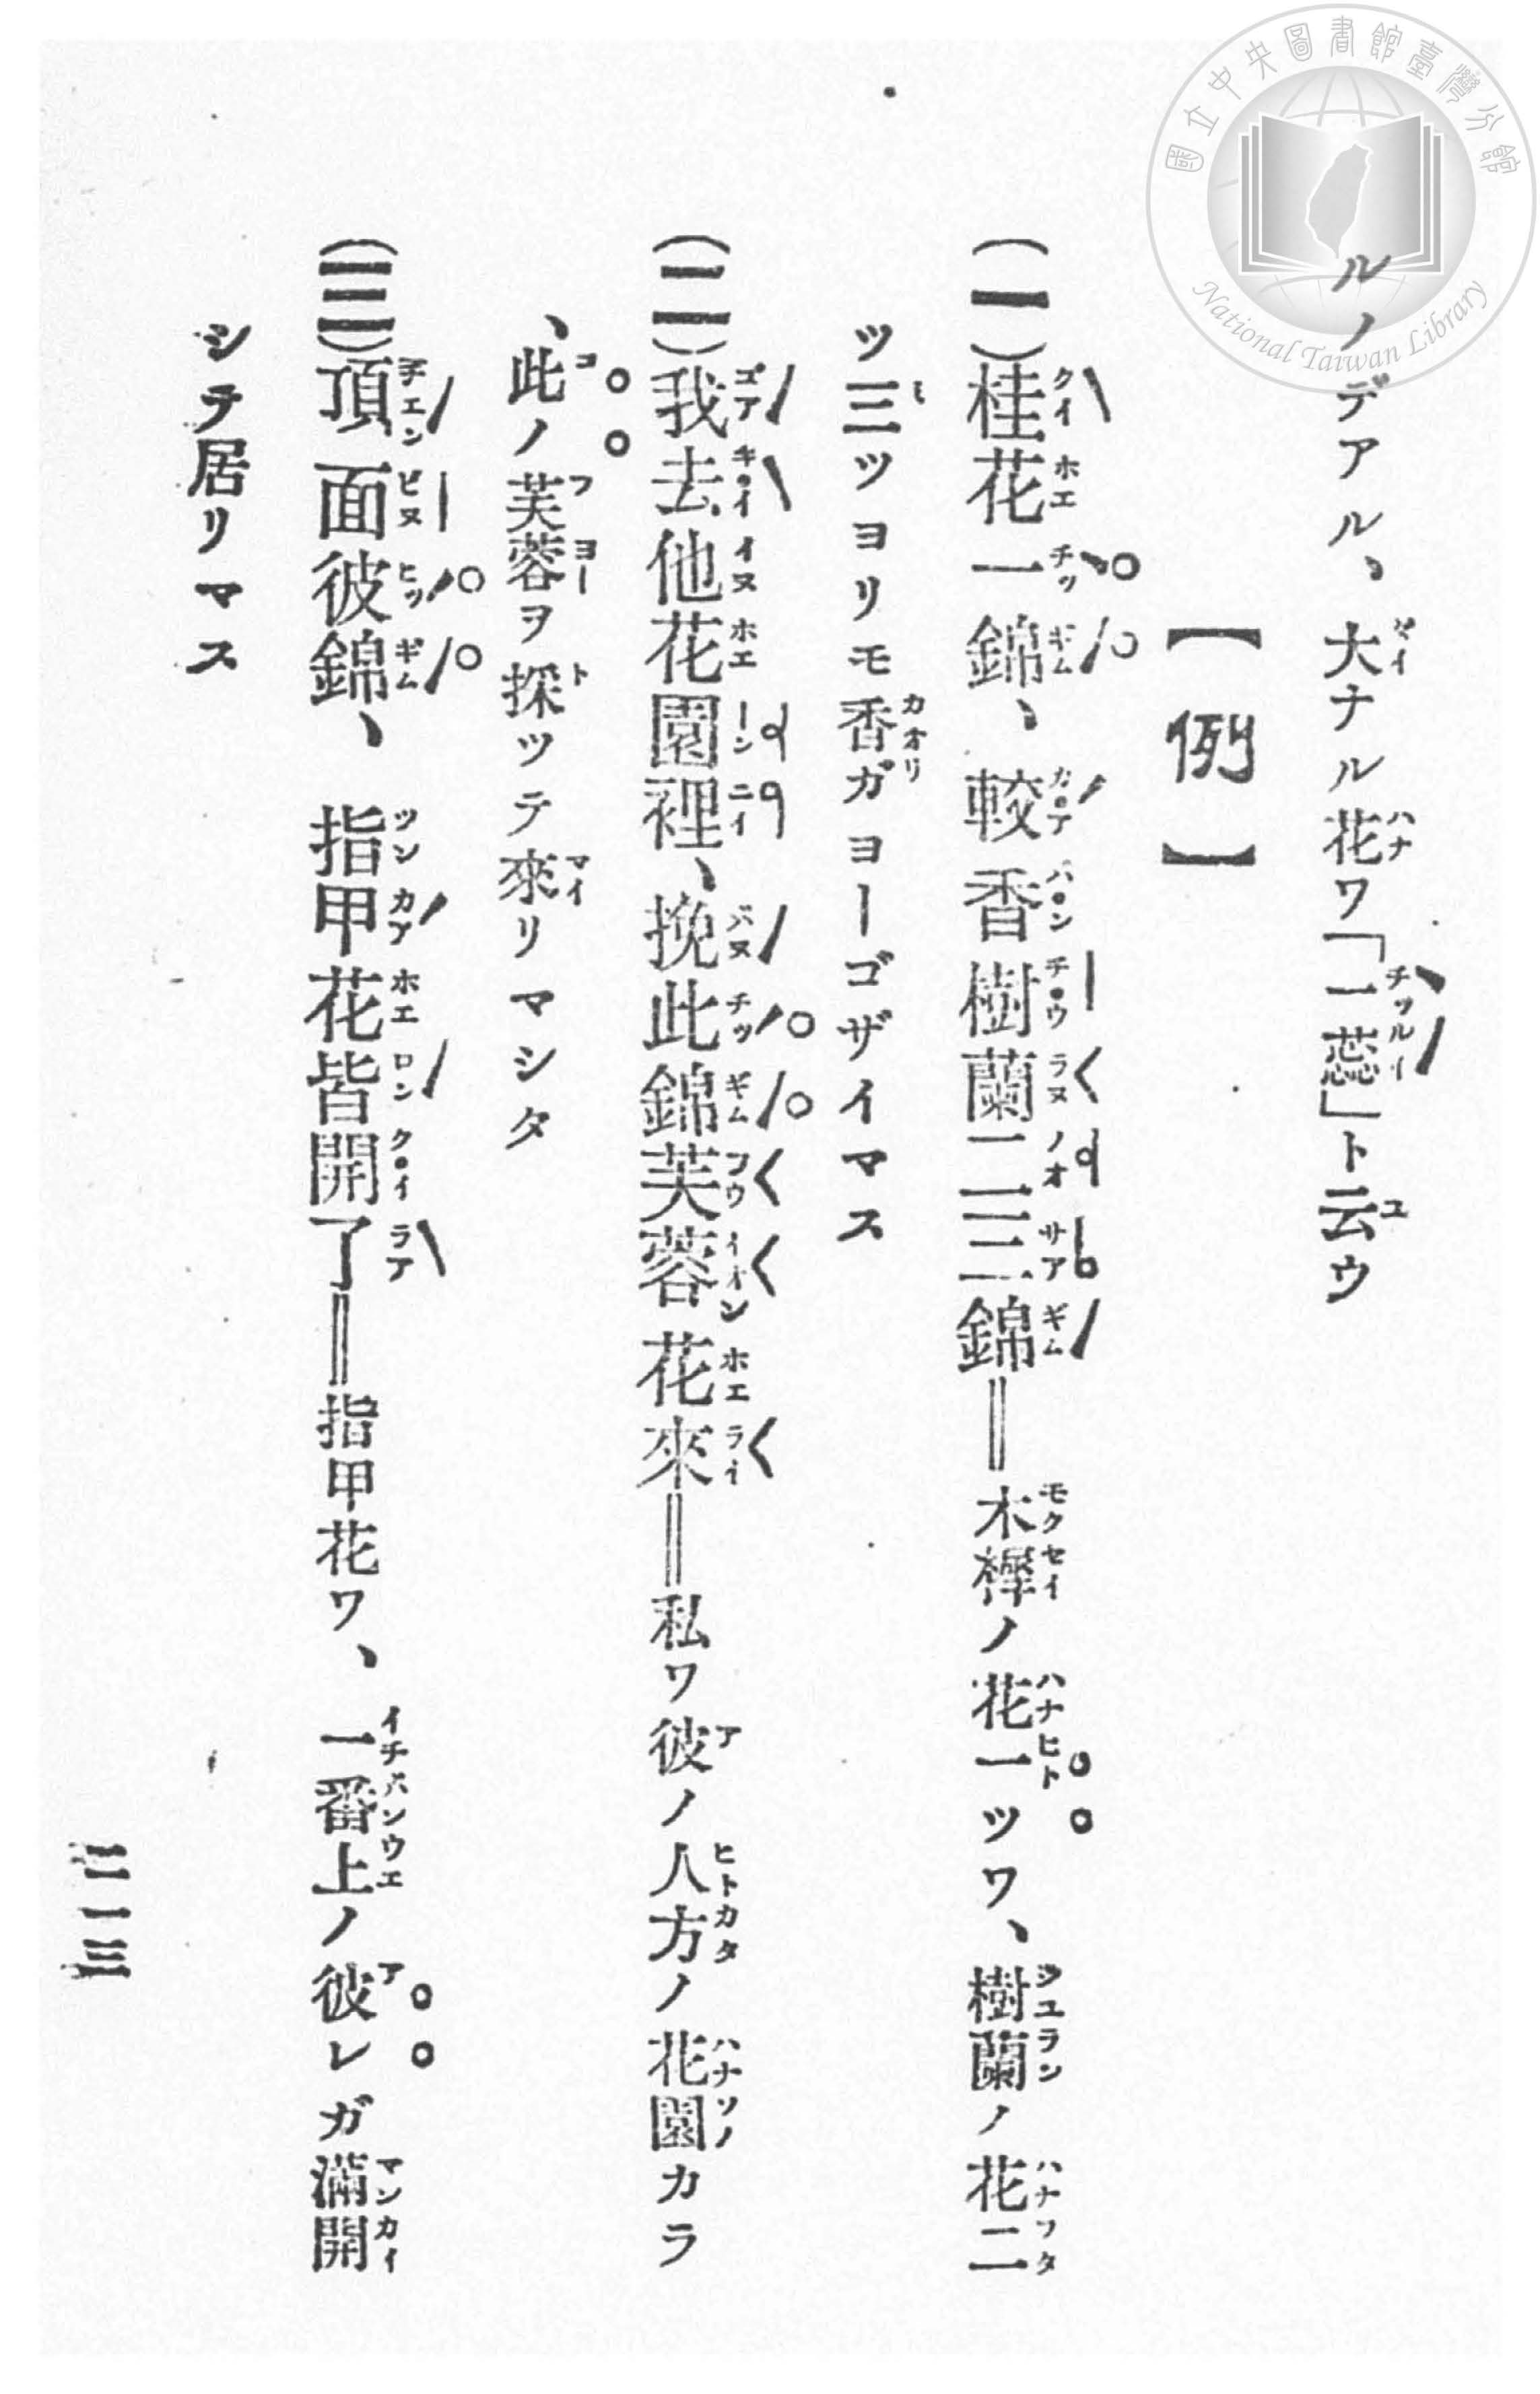 ルノデアル、大ナル花ワ「一蕊」ト云ウ
【例】
(一)桂花一錦、較香樹蘭二三錦‖木樨ノ花一ツワ、樹蘭ノ花二
ツ三ツヨリモ香ガヨーゴザイマス
(二)我去他花園裡、挽此錦芙蓉花來‖私ワ彼ノ人方ノ花園カラ
、此ノ芙蓉ヲ探ツテ來リマシタ
(三)頂面彼錦、指甲花皆開了‖指甲花ワ、一番上ノ彼レガ滿開
シテ居リマス
二一三
國立中央圖書館臺灣分館
National Taiwan Library